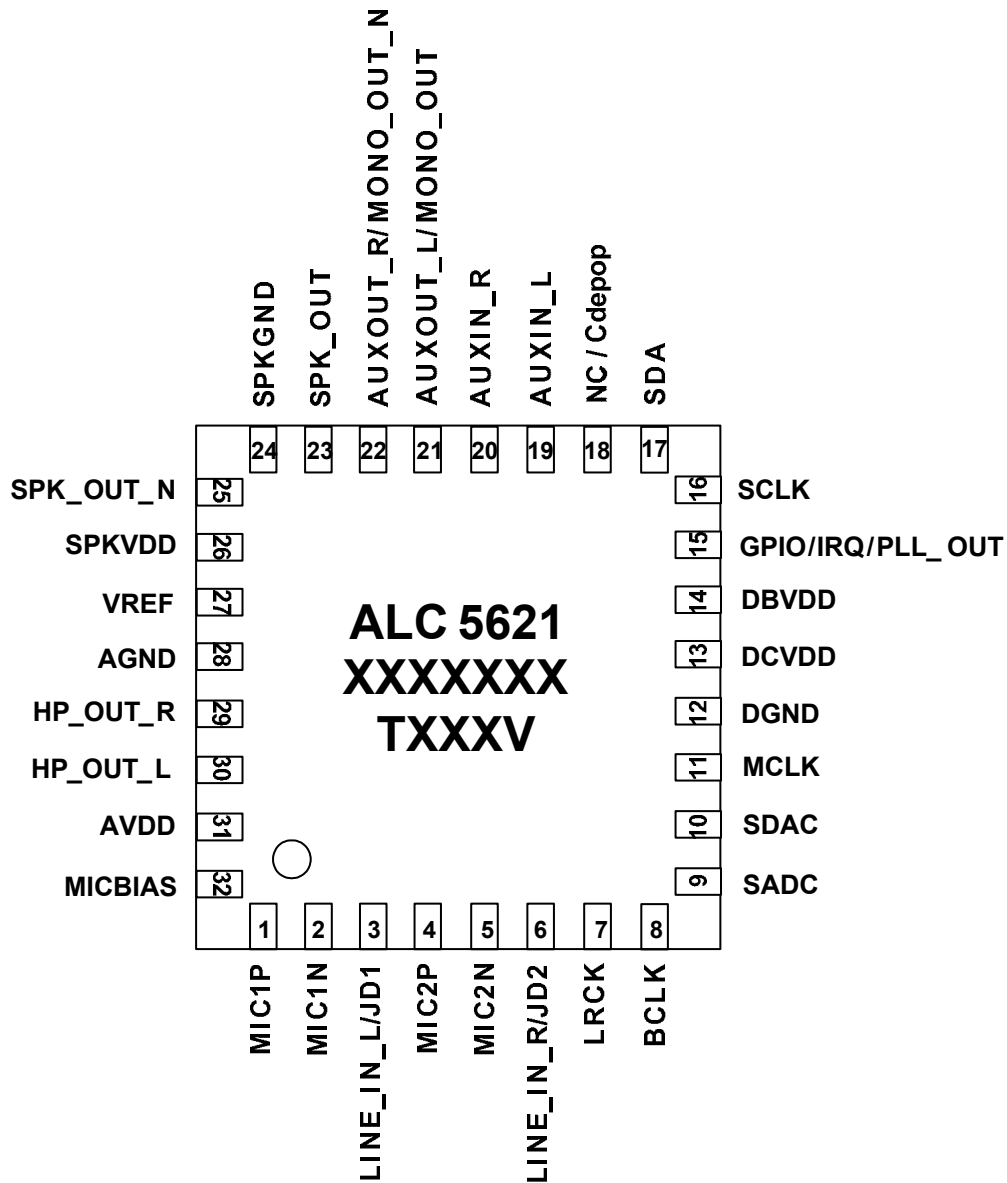 SPKGND
SPK_OUT
AUXOUT_R/MONO_OUT_N
AUXOUT_L/MONO_OUT
AUXIN_R
AUXIN_L
NC / Cdepop
SDA
24
23
22
21
20
19
18
17
SPK_OUT_N
25
SPKVDD
26
VREF
27
AGND
28
HP_OUT_R
29
HP_OUT_L
30
AVDD
31
MICBIAS
32
ALC 5621
XXXXXXX
TXXXV
16
SCLK
15
GPIO/IRQ/PLL_OUT
14
DBVDD
13
DCVDD
12
DGND
11
MCLK
10
SDAC
9
SADC
1
2
3
4
5
6
7
8
MIC1P
MIC1N
LINE_IN_L/JD1
MIC2P
MIC2N
LINE_IN_R/JD2
LRCK
BCLK